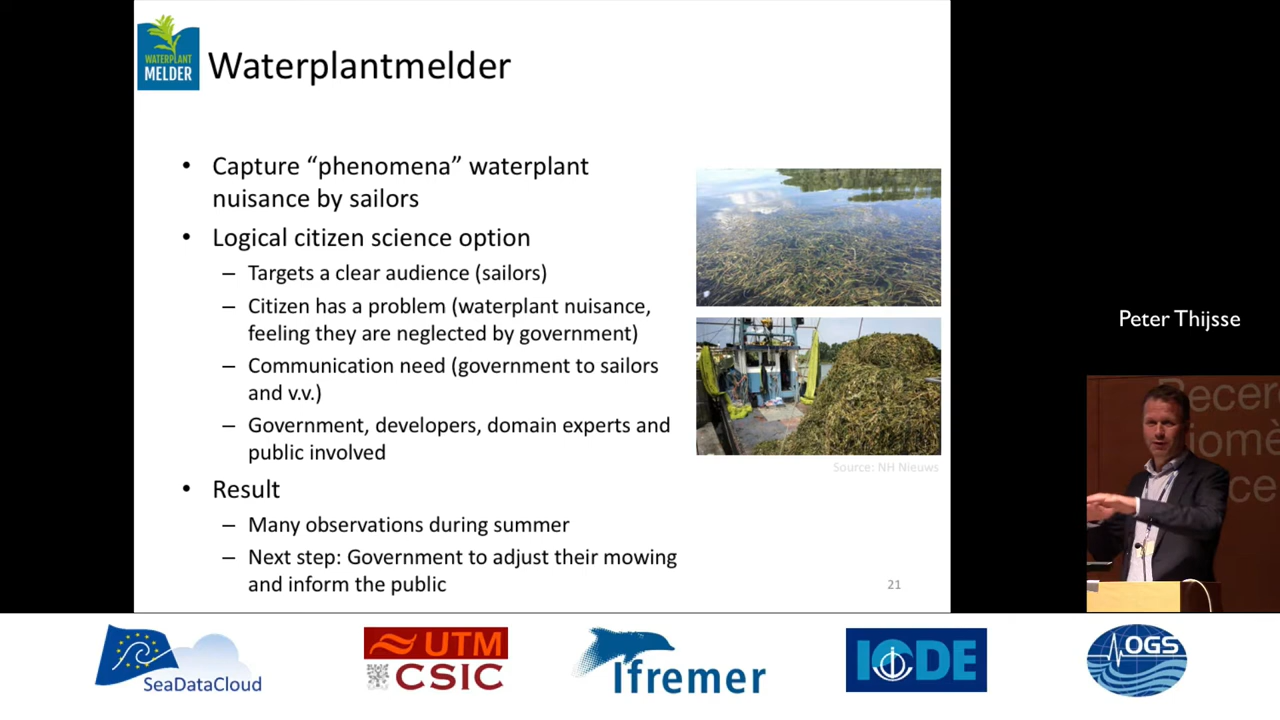 WATERPLANT
MELDER
Waterplantmelder
• Capture “phenomena” waterplant
nuisance by sailors
• Logical citizen science option
– Targets a clear audience (sailors)
– Citizen has a problem (waterplant nuisance,
feeling they are neglected by government)
– Communication need (government to sailors
and v.v.)
– Government, developers, domain experts and
public involved
• Result
– Many observations during summer
– Next step: Government to adjust their mowing
and inform the public
Source: NH Nieuws
21
Peter Thijsse
SeaDataCloud
UTM
CSIC
Ifremer
IODE
OGS